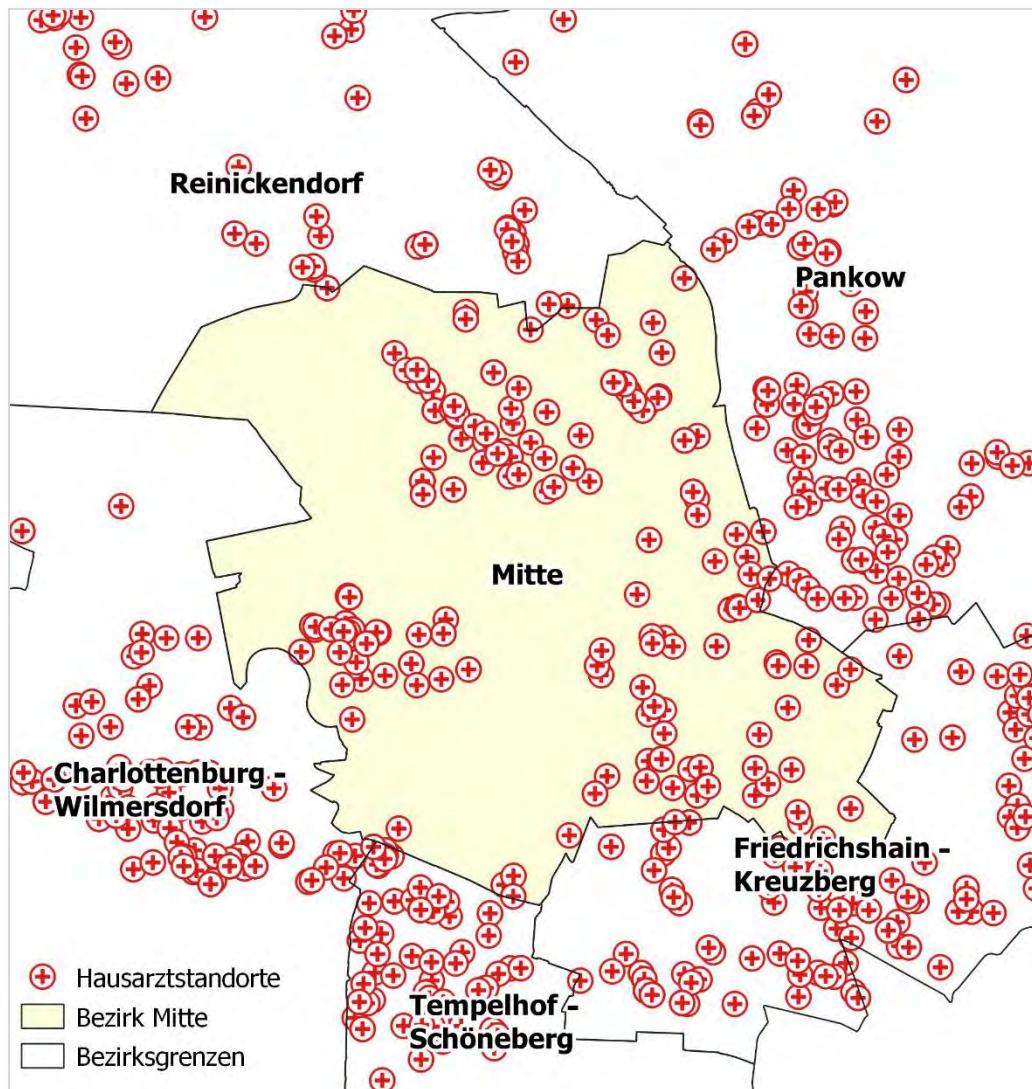 Reinickendorf
Pankow
Mitte
Charlottenburg -
Wilmersdorf
Friedrichshain -
Kreuzberg
Tempelhof -
Schöneberg
Hausarztstandorte
Bezirk Mitte
Bezirksgrenzen